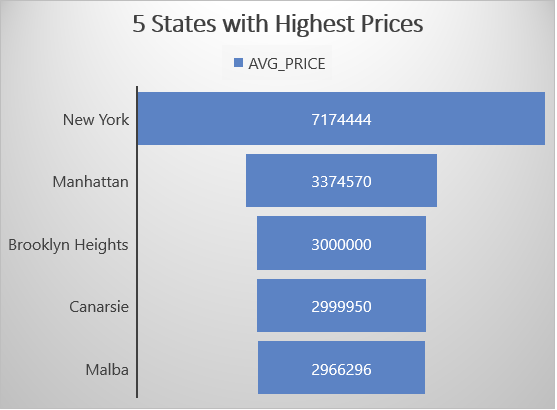 5 States with Highest Prices
AVG_PRICE
New York 7174444
Manhattan 3374570
Brooklyn Heights 3000000
Canarsie 2999950
Malba 2966296